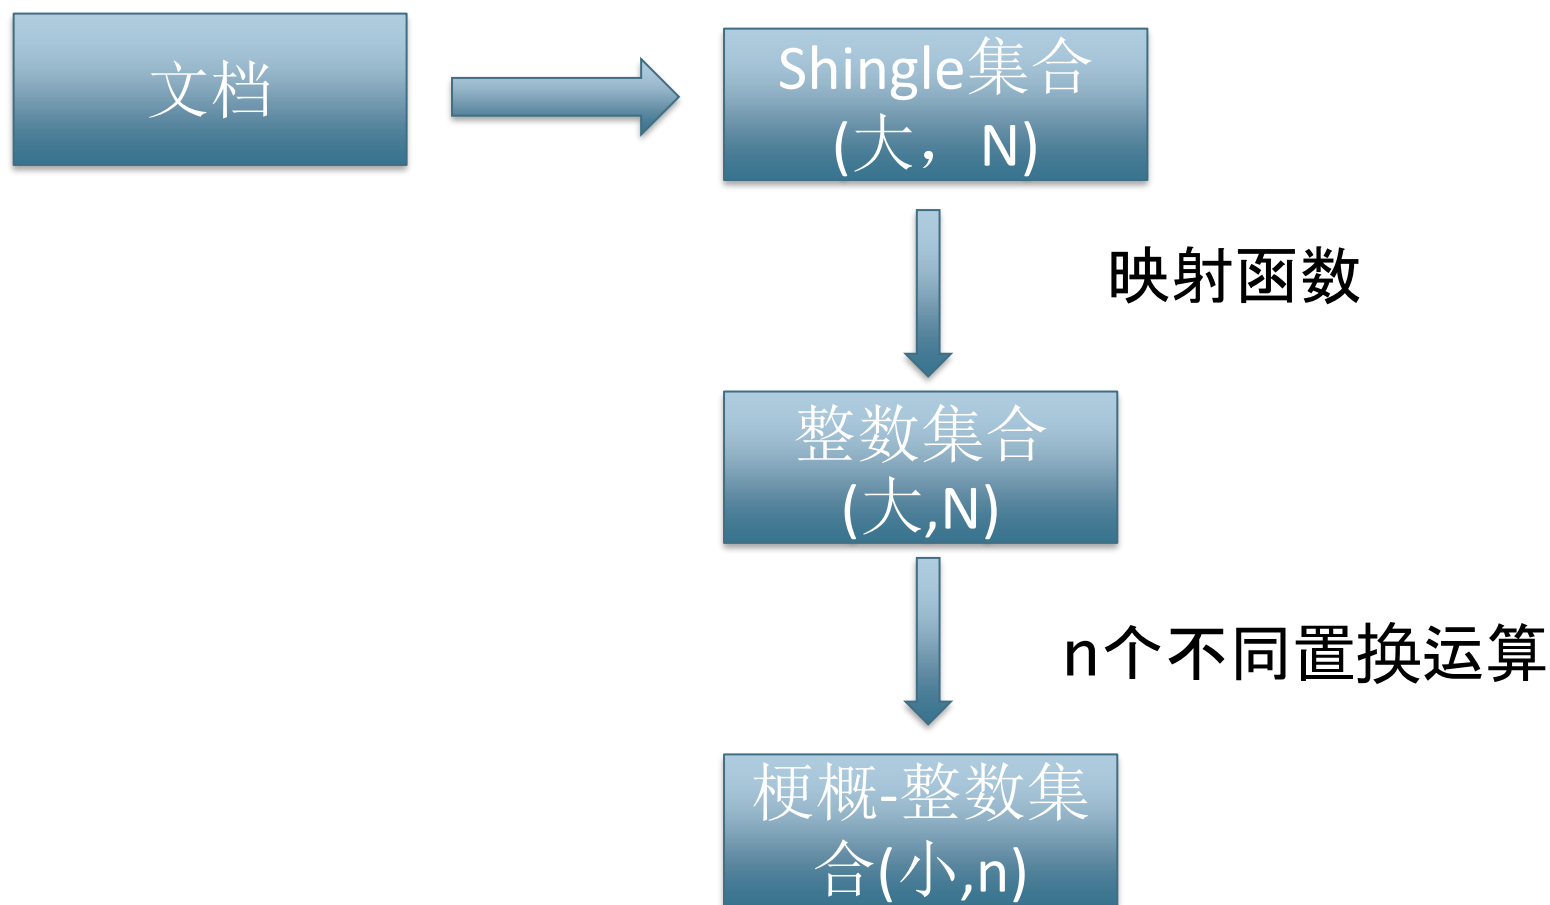 文档
Shingle集合
(大，N)
映射函数
整数集合
(大,N)
n个不同置换运算
梗概-整数集
合(小,n)